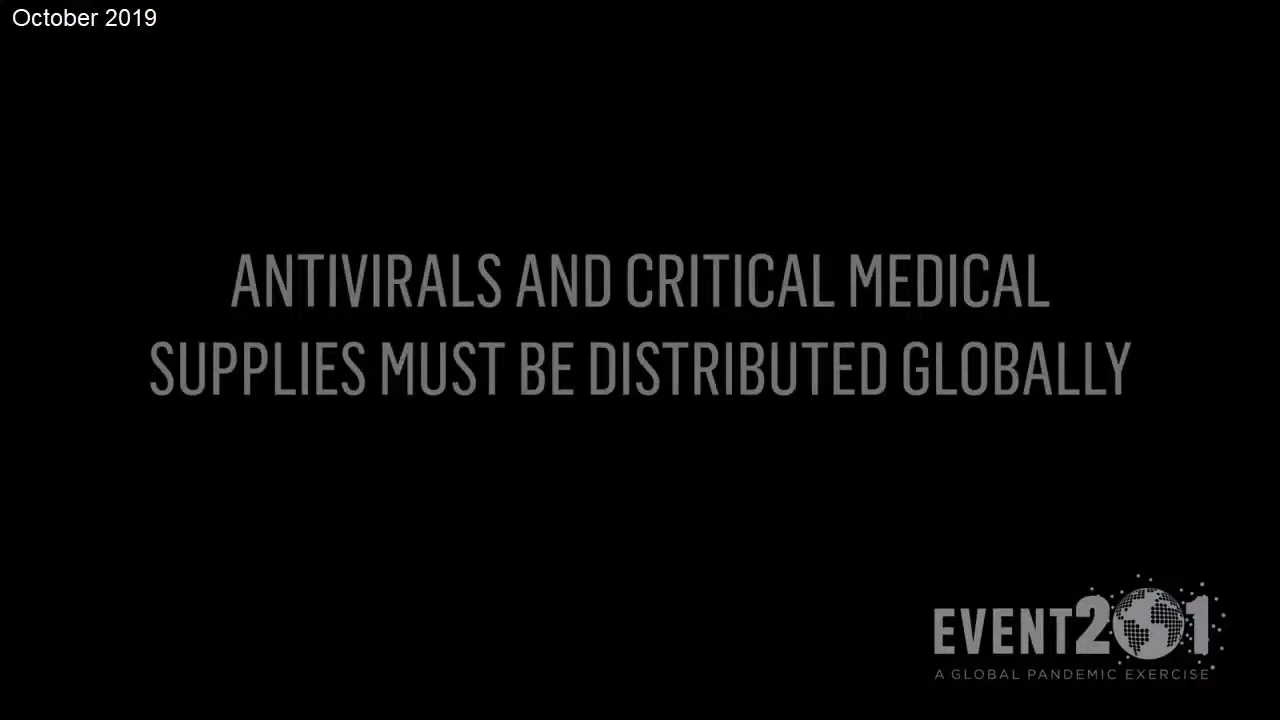 October 2019
ANTIVIRALS AND CRITICAL MEDICAL
SUPPLIES MUST BE DISTRIBUTED GLOBALLY
EVENT201
A GLOBAL PANDEMIC EXERCISE